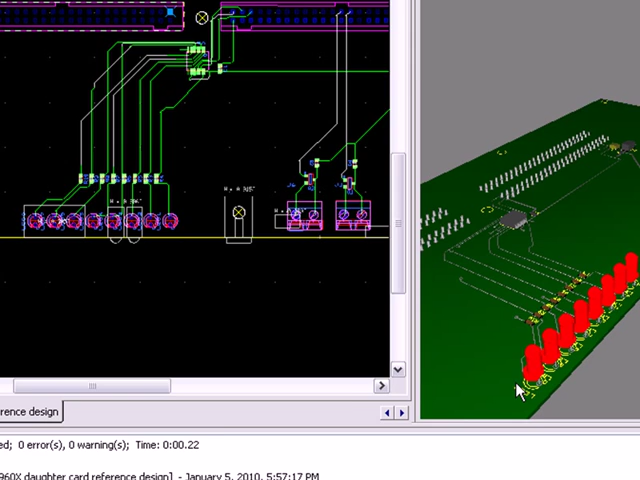 rence design
ed; 0 error(s), 0 warning(s); Time: 0:00.22
960X daughter card reference design] - January 5, 2010, 5:57:17 PM